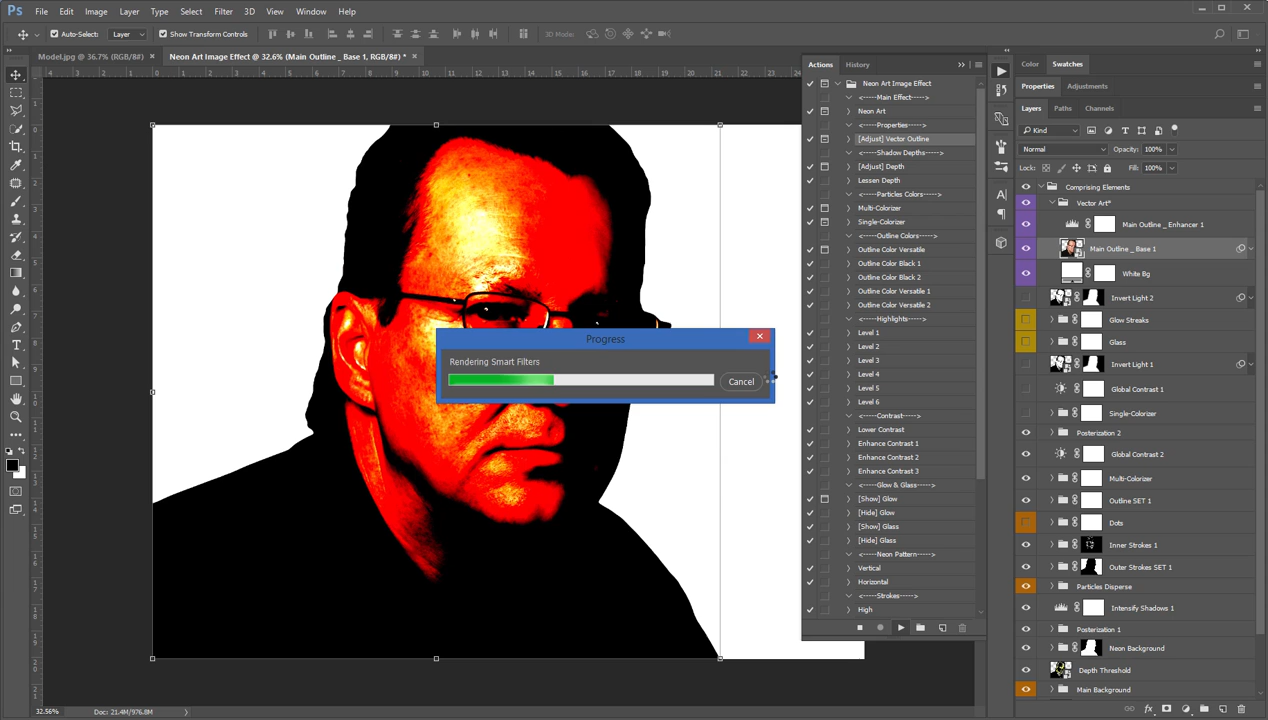 Ps File Edit Image Layer Type Select Filter 3D View Window Help
Auto-Select: Layer Show Transform Controls 3D Mode:
Model.jpg @ 36.7% (RGB/8#) × Neon Art Image Effect @ 32.6% (Main Outline _ Base 1, RGB/8#) * ×
Actions History
Neon Art Image Effect
<-----Main Effect----->
Neon Art
<-----Properties----->
[Adjust] Vector Outline
<-----Shadow Depths----->
[Adjust] Depth
Lessen Depth
<-----Particles Colors----->
Multi-Colorizer
Single-Colorizer
<-----Outline Colors----->
Outline Color Versatile
Outline Color Black 1
Outline Color Black 2
Outline Color Versatile 1
Outline Color Versatile 2
<-----Highlights----->
Level 1
Level 2
Level 3
Level 4
Level 5
Level 6
<-----Contrast----->
Lower Contrast
Enhance Contrast 1
Enhance Contrast 2
Enhance Contrast 3
<-----Glow & Glass----->
[Show] Glow
[Hide] Glow
[Show] Glass
[Hide] Glass
<-----Neon Pattern----->
Vertical
Horizontal
<-----Strokes----->
High
Progress
Rendering Smart Filters
Cancel
Color Swatches
Properties Adjustments
Layers Paths Channels
Kind
Normal Opacity: 100%
Lock: Fill: 100%
Comprising Elements
Vector Art*
Main Outline _ Enhancer 1
Main Outline _ Base 1
White Bg
Invert Light 2
Glow Streaks
Glass
Invert Light 1
Global Contrast 1
Single-Colorizer
Posterization 2
Global Contrast 2
Multi-Colorizer
Outline SET 1
Dots
Inner Strokes 1
Outer Strokes SET 1
Particles Disperse
Intensify Shadows 1
Posterization 1
Neon Background
Depth Threshold
Main Background
32.56% Doc: 21.4M/976.8M